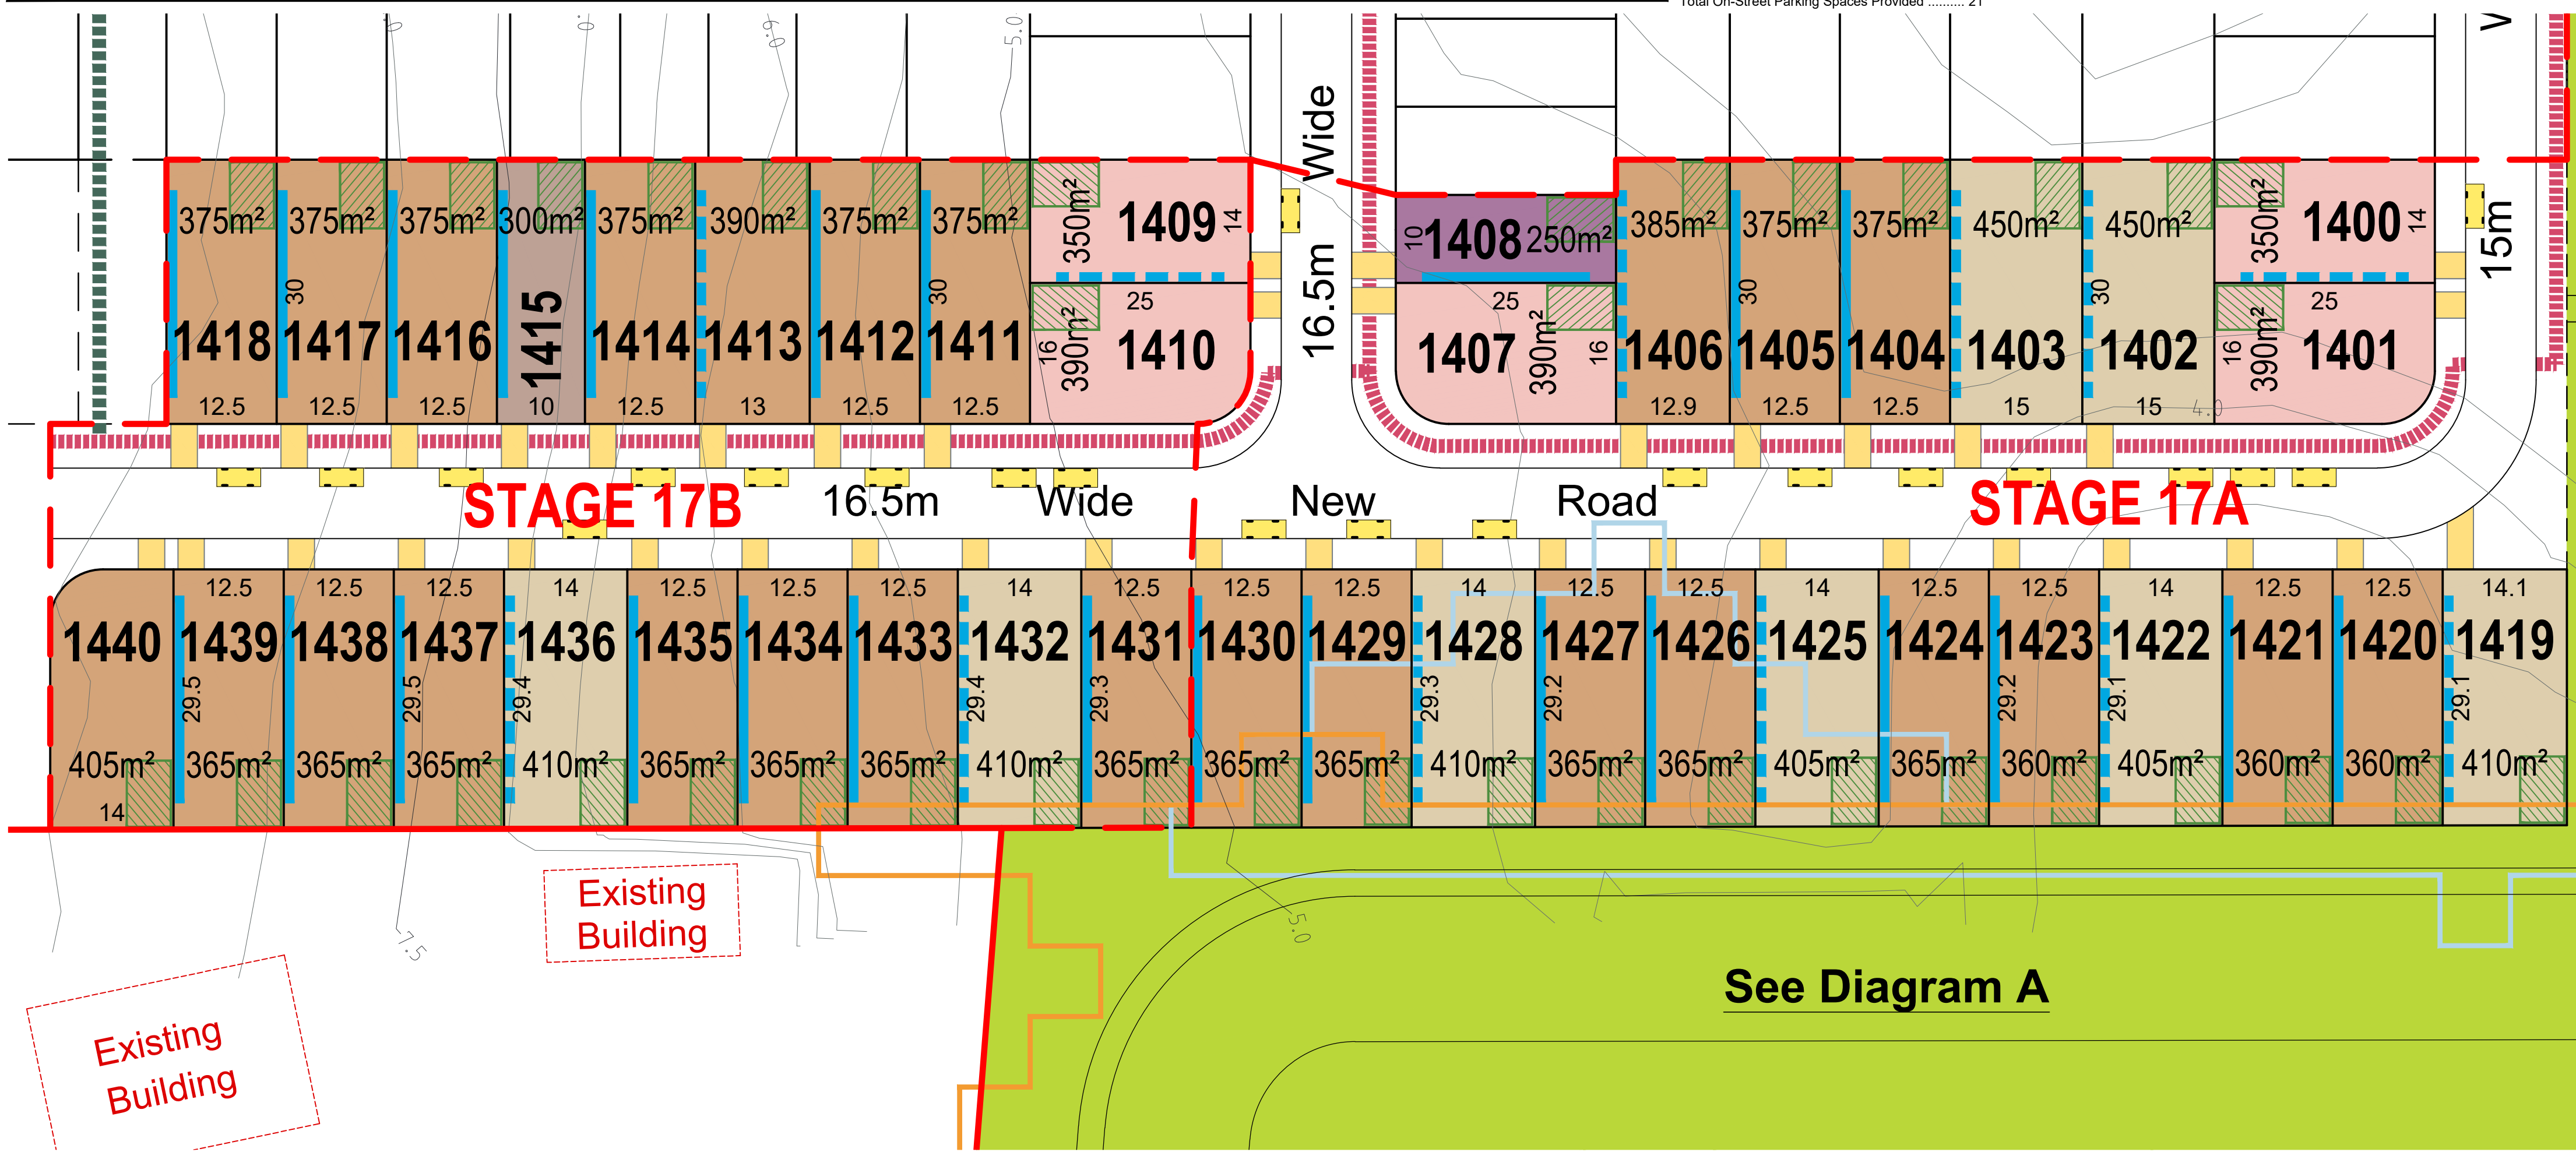 Total On-Street Parking Spaces Provided .......... 21
6.0
5.0
Wide
16.5m
15m
375m² 375m² 375m² 300m² 375m² 390m² 375m² 375m²
350m² 1409 14
10 1408 250m²
385m² 375m² 375m² 450m² 450m²
350m² 1400 14
30 30 25 25 30 30 25
1418 1417 1416 1415 1414 1413 1412 1411
16 390m² 1410
1407 390m² 16
1406 1405 1404 1403 1402
16 390m² 1401
12.5 12.5 12.5 10 12.5 13 12.5 12.5
12.9 12.5 12.5 15 15 4.0
STAGE 17B 16.5m Wide New Road STAGE 17A
12.5 12.5 12.5 14 12.5 12.5 12.5 14 12.5 12.5 12.5 14 12.5 12.5 14 12.5 12.5 14 12.5 12.5 14.1
1440 1439 1438 1437 1436 1435 1434 1433 1432 1431 1430 1429 1428 1427 1426 1425 1424 1423 1422 1421 1420 1419
29.5 29.5 29.4 29.4 29.3 29.3 29.2 29.2 29.1 29.1
405m² 365m² 365m² 365m² 410m² 365m² 365m² 365m² 410m² 365m² 365m² 365m² 410m² 365m² 365m² 405m² 365m² 360m² 405m² 360m² 360m² 410m²
14
Existing
Building
7.5
5.0
See Diagram A
Existing
Building